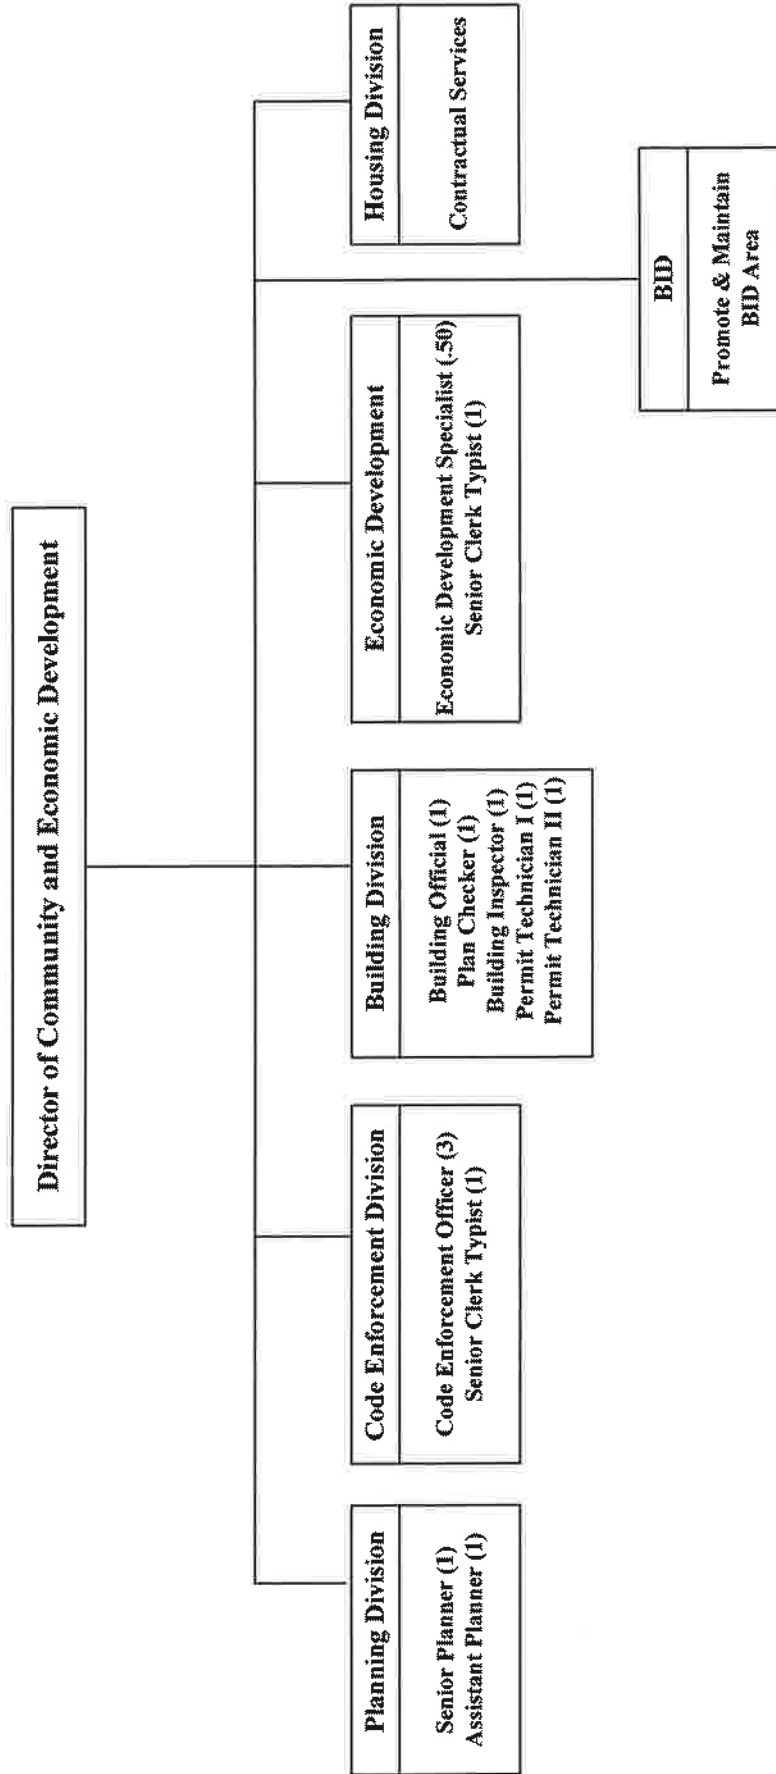 Director of Community and Economic Development
Planning Division
Senior Planner (1)
Assistant Planner (1)
Code Enforcement Division
Code Enforcement Officer (3)
Senior Clerk Typist (1)
Building Division
Building Official (1)
Plan Checker (1)
Building Inspector (1)
Permit Technician I (1)
Permit Technician II (1)
Economic Development
Economic Development Specialist (.50)
Senior Clerk Typist (1)
Housing Division
Contractual Services
BID
Promote & Maintain
BID Area